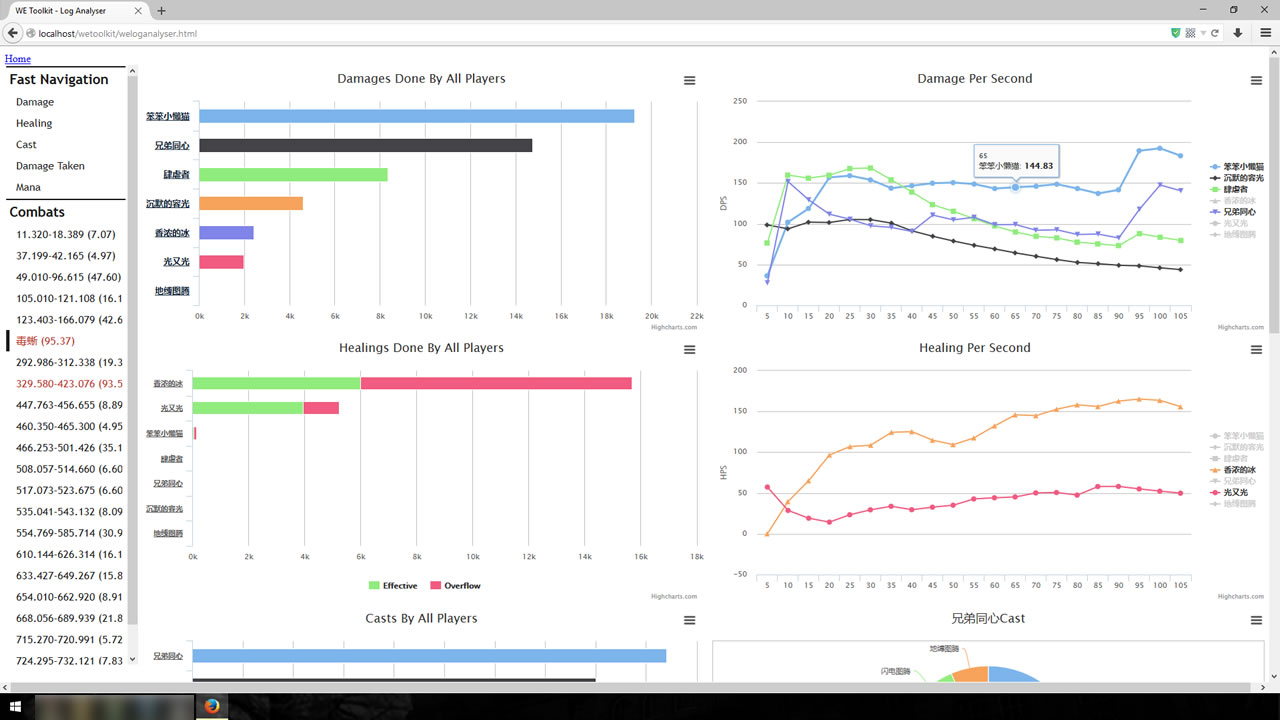 WE Toolkit - Log Analyser
localhost/wetoolkit/weloganalyser.html
Home
Fast Navigation
Damage
Healing
Cast
Damage Taken
Mana
Combats
11.320-18.389 (7.07)
37.199-42.165 (4.97)
49.010-96.615 (47.60)
105.010-121.108 (16.1
123.403-166.079 (42.6
毒蜥 (95.37)
292.986-312.338 (19.3
329.580-423.076 (93.5
447.763-456.655 (8.89
460.350-465.300 (4.95
466.253-501.426 (35.1
508.057-514.660 (6.60
517.073-523.675 (6.60
535.041-543.132 (8.09
554.769-585.714 (30.9
610.144-626.314 (16.1
633.427-649.267 (15.8
654.010-662.920 (8.91
668.056-689.939 (21.8
715.270-720.991 (5.72
724.295-732.121 (7.83
Damages Done By All Players
笨笨小懒猫
兄弟同心
肆虐者
沉默的容光
香浓的冰
光又光
地缚图腾
0k 2k 4k 6k 8k 10k 12k 14k 16k 18k 20k 22k
Highcharts.com
Damage Per Second
250
200
150
100
50
0
DPS
65
笨笨小懒猫: 144.83
5 10 15 20 25 30 35 40 45 50 55 60 65 70 75 80 85 90 95 100 105
笨笨小懒猫
沉默的容光
肆虐者
香浓的冰
兄弟同心
光又光
地缚图腾
Highcharts.com
Healings Done By All Players
香浓的冰
光又光
笨笨小懒猫
肆虐者
兄弟同心
沉默的容光
地缚图腾
0k 2k 4k 6k 8k 10k 12k 14k 16k 18k
Effective Overflow
Highcharts.com
Healing Per Second
200
150
100
50
0
-50
HPS
5 10 15 20 25 30 35 40 45 50 55 60 65 70 75 80 85 90 95 100 105
笨笨小懒猫
沉默的容光
肆虐者
香浓的冰
兄弟同心
光又光
地缚图腾
Highcharts.com
Casts By All Players
兄弟同心
兄弟同心Cast
地缚图腾
闪电图腾